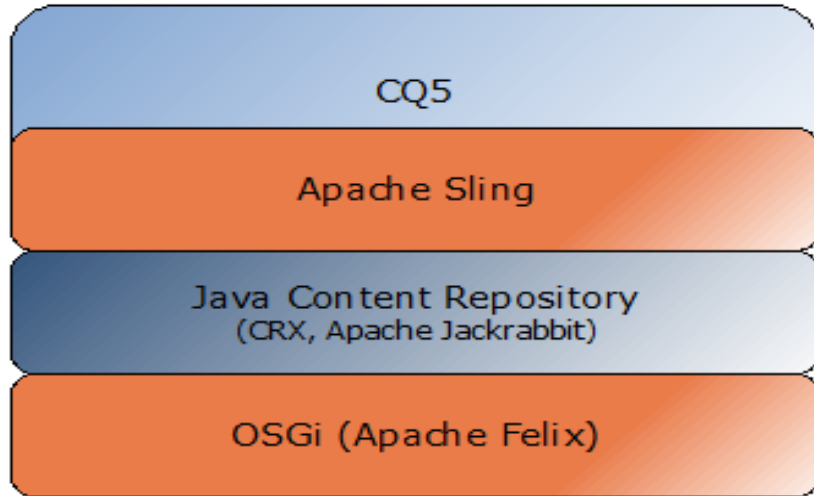 CQ5
Apache Sling
Java Content Repository
(CRX, Apache Jackrabbit)
OSGi (Apache Felix)